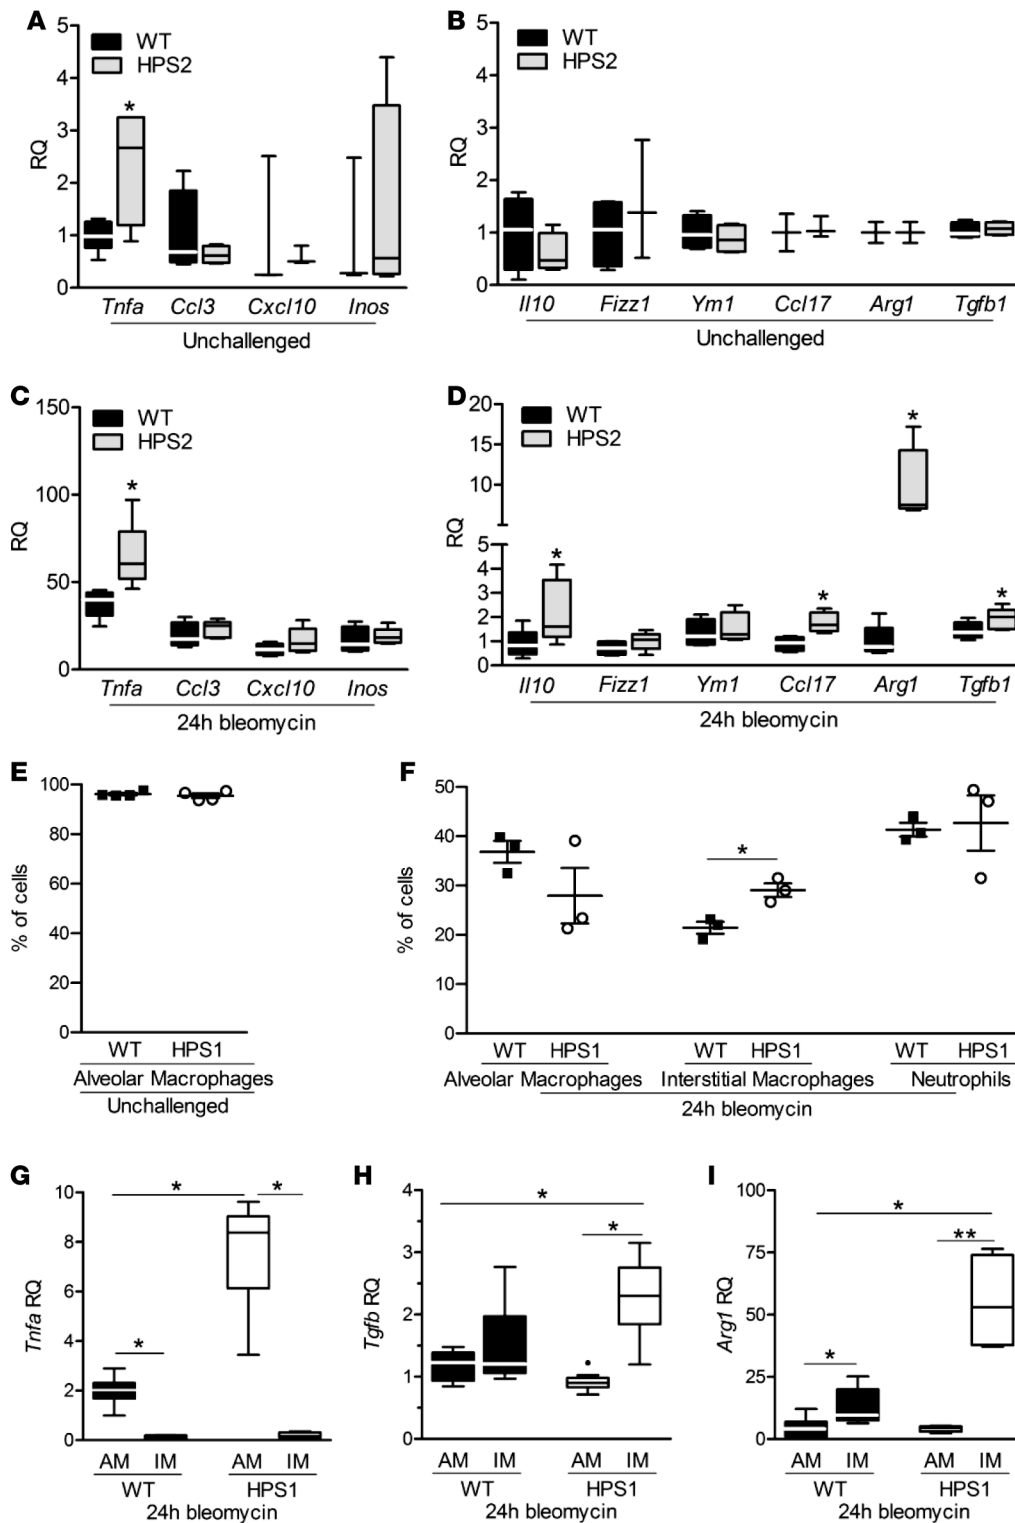 A
WT
HPS2
*
5
4
3
2
1
0
RQ
Tnfa Ccl3 Cxcl10 Inos
Unchallenged
B
WT
HPS2
5
4
3
2
1
0
RQ
Il10 Fizz1 Ym1 Ccl17 Arg1 Tgfb1
Unchallenged
C
WT
HPS2
*
150
100
50
0
RQ
Tnfa Ccl3 Cxcl10 Inos
24h bleomycin
D
WT
HPS2
* * * *
20
15
10
5
4
3
2
1
0
RQ
Il10 Fizz1 Ym1 Ccl17 Arg1 Tgfb1
24h bleomycin
E
100
80
60
40
20
0
% of cells
WT HPS1
Alveolar Macrophages
Unchallenged
F
50
40
30
20
10
0
% of cells
*
WT HPS1 WT HPS1 WT HPS1
Alveolar Macrophages Interstitial Macrophages Neutrophils
24h bleomycin
G
10
8
6
4
2
0
Tnfa RQ
* * *
AM IM AM IM
WT HPS1
24h bleomycin
H
4
3
2
1
0
Tgfb RQ
* *
AM IM AM IM
WT HPS1
24h bleomycin
I
100
75
50
25
0
Arg1 RQ
* ** *
AM IM AM IM
WT HPS1
24h bleomycin